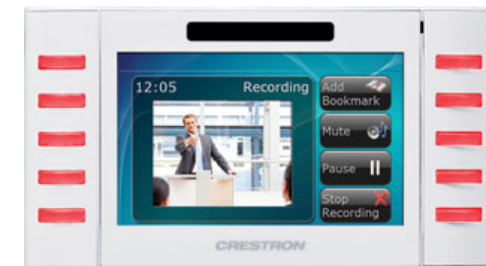 12:05 Recording
Add
Bookmark
Mute
Pause
Stop
Recording
CRESTRON